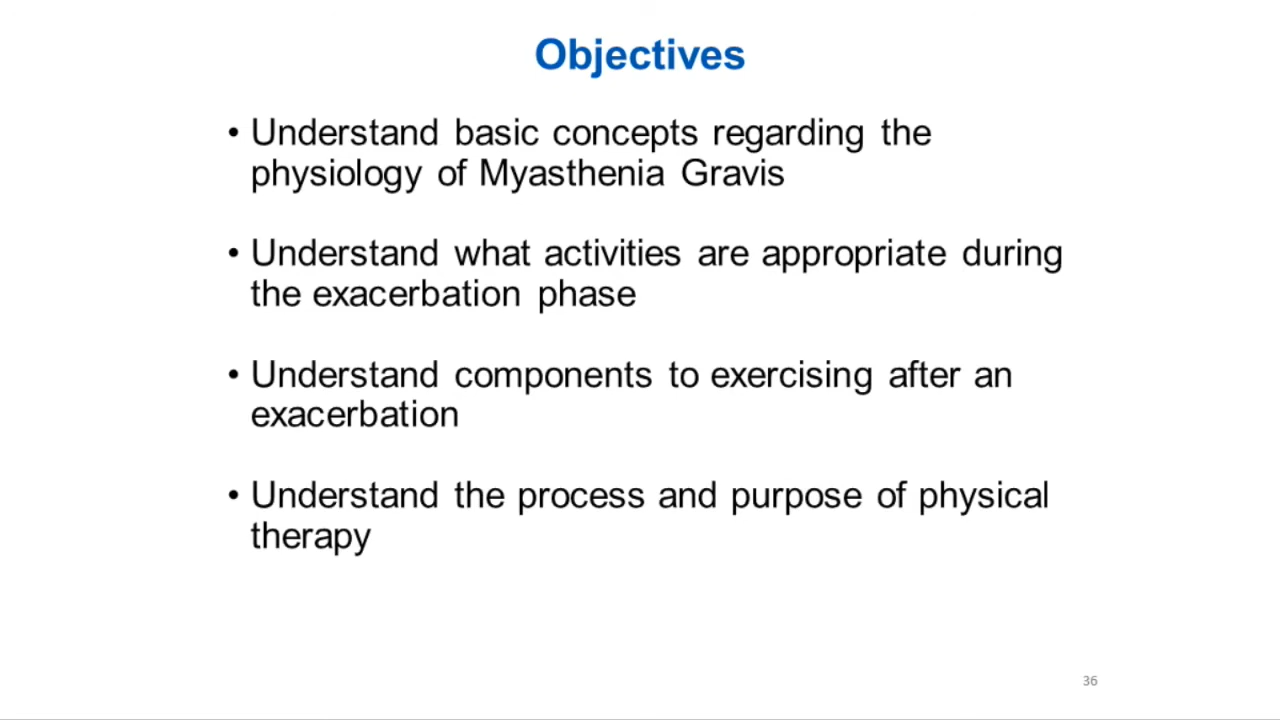 Objectives
• Understand basic concepts regarding the
physiology of Myasthenia Gravis
• Understand what activities are appropriate during
the exacerbation phase
• Understand components to exercising after an
exacerbation
• Understand the process and purpose of physical
therapy
36